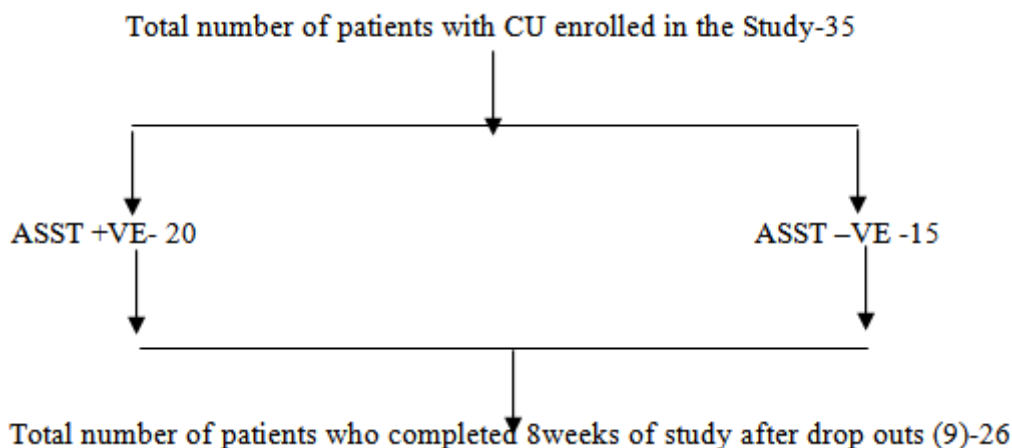 Total number of patients with CU enrolled in the Study-35
ASST +VE- 20
ASST –VE -15
Total number of patients who completed 8weeks of study after drop outs (9)-26